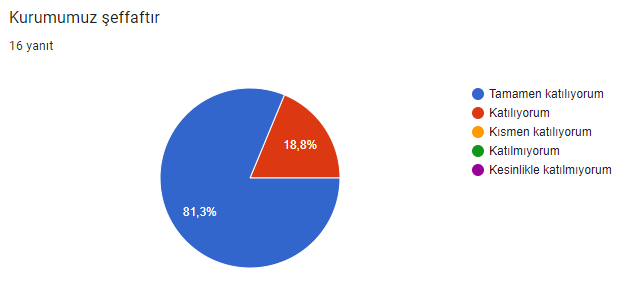 Kurumumuz şeffaftır
16 yanıt
Tamamen katılıyorum
Katılıyorum
Kısmen katılıyorum
Katılmıyorum
Kesinlikle katılmıyorum
18,8%
81,3%